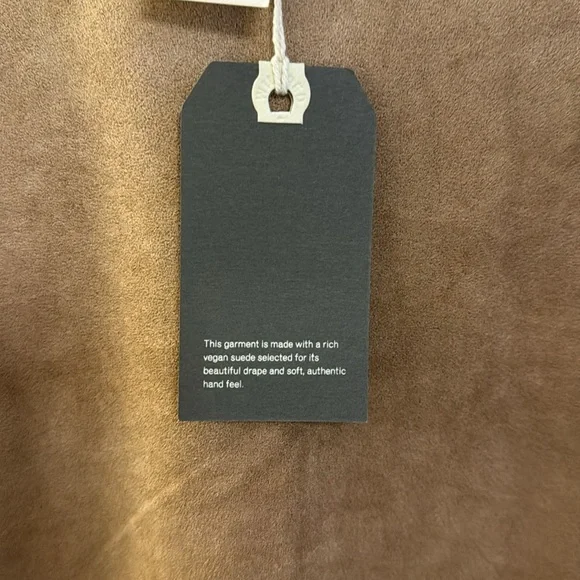 This garment is made with a rich
vegan suede selected for its
beautiful drape and soft, authentic
hand feel.